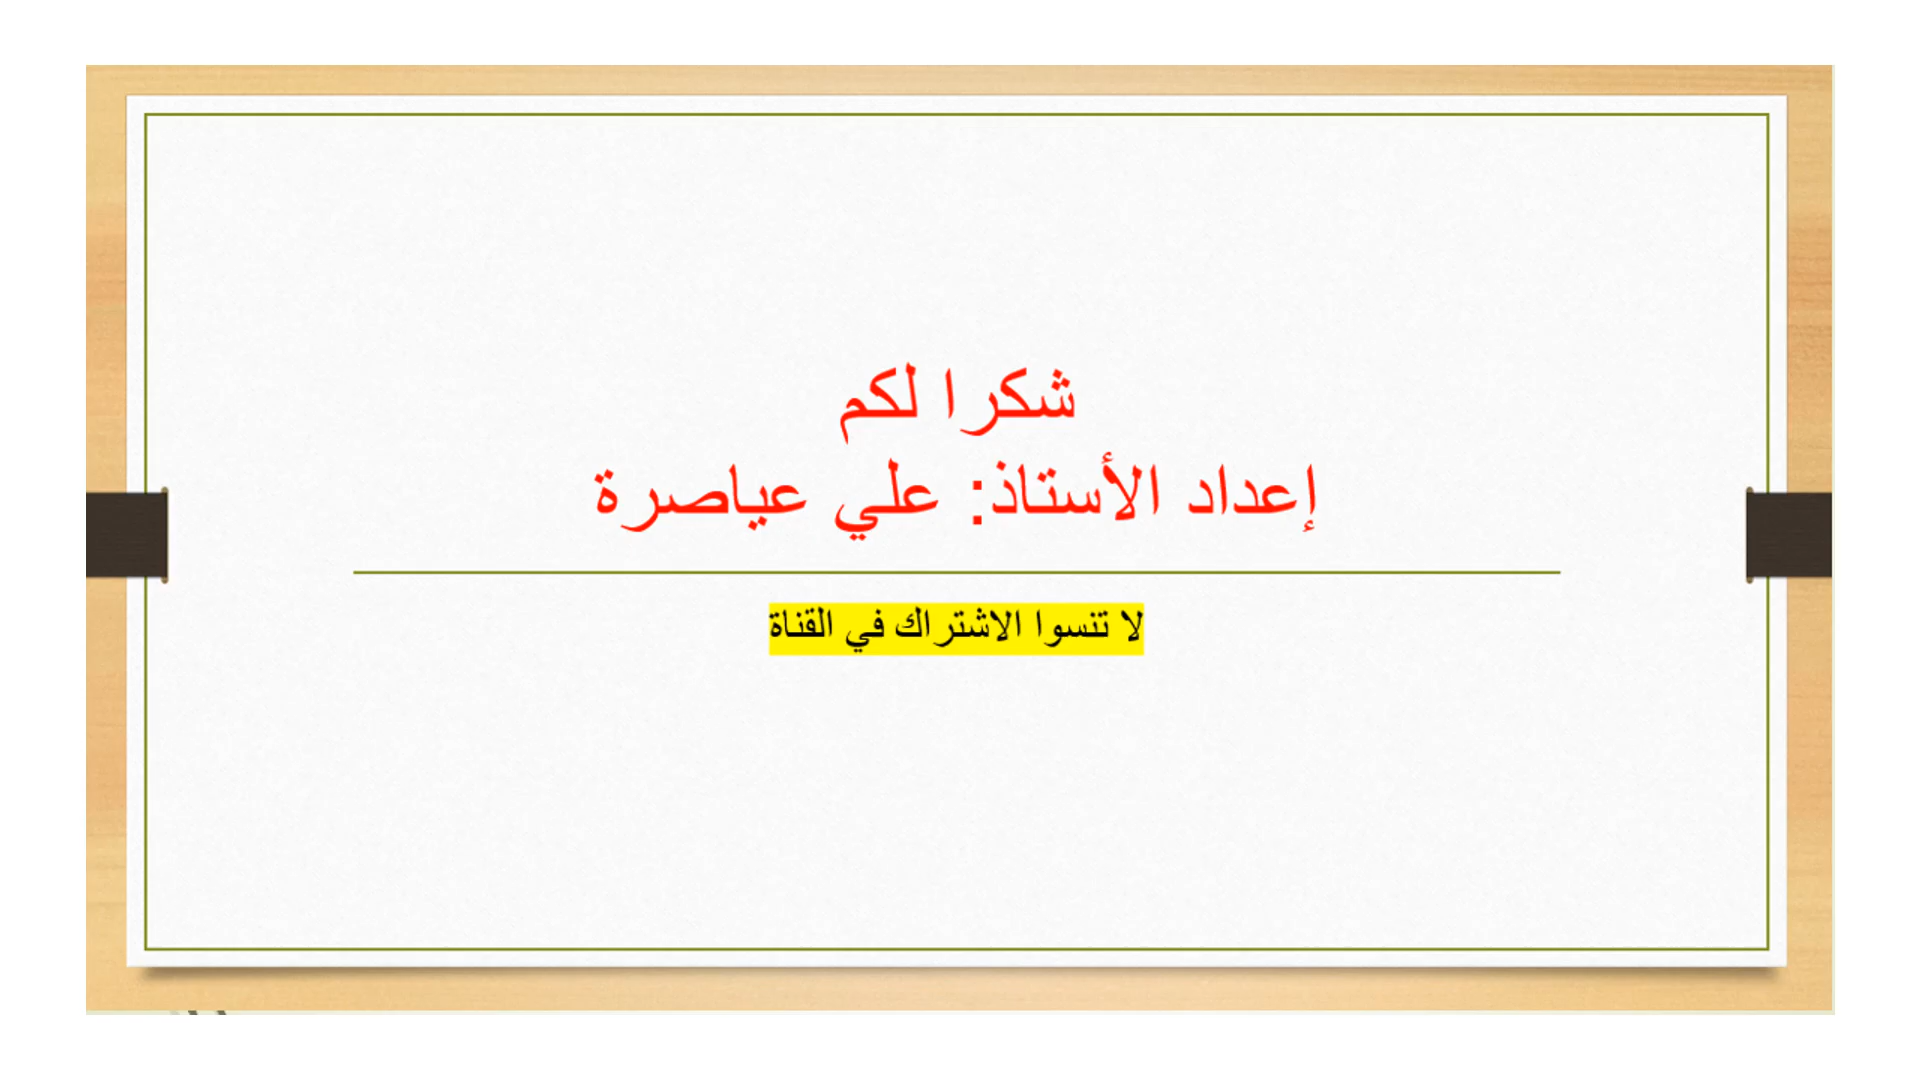 شكرا لكم
إعداد الأستاذ: علي عياصرة
لا تنسوا الاشتراك في القناة